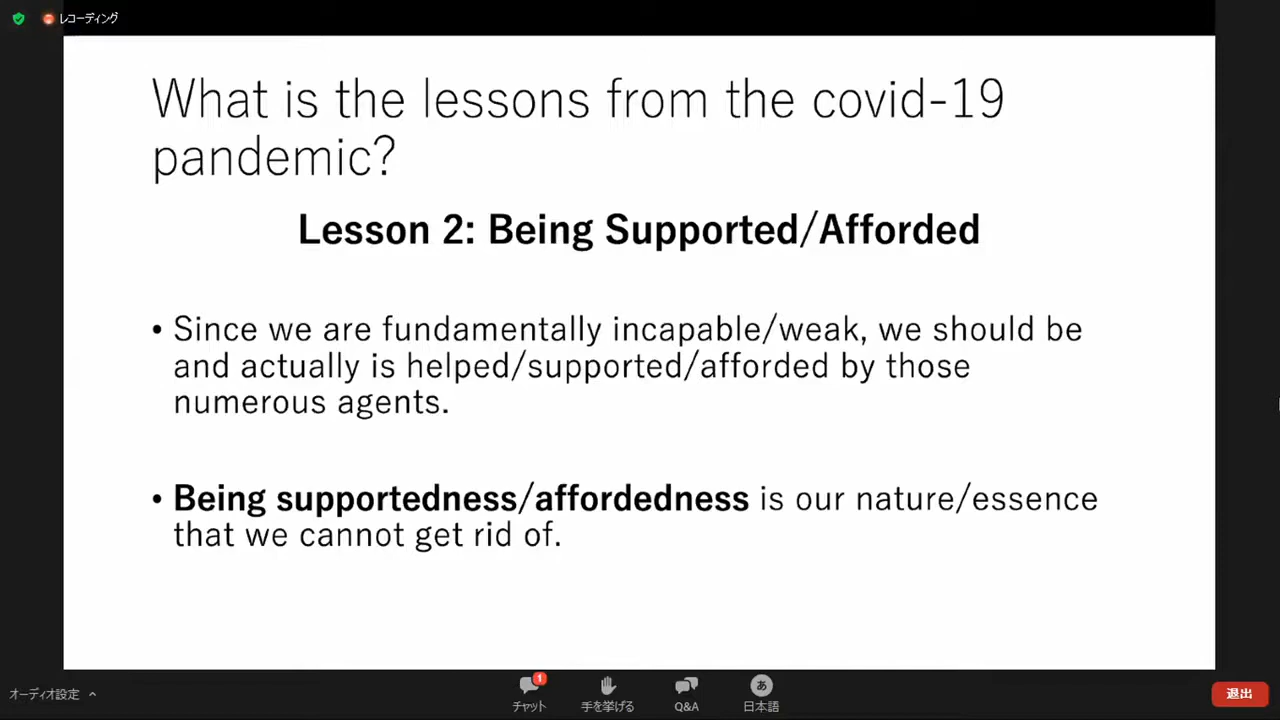 レコーディング
What is the lessons from the covid-19
pandemic?
Lesson 2: Being Supported/Afforded
• Since we are fundamentally incapable/weak, we should be
and actually is helped/supported/afforded by those
numerous agents.
• Being supportedness/affordedness is our nature/essence
that we cannot get rid of.
オーディオ設定
1
チャット
手を挙げる
Q&A
あ
日本語
退出